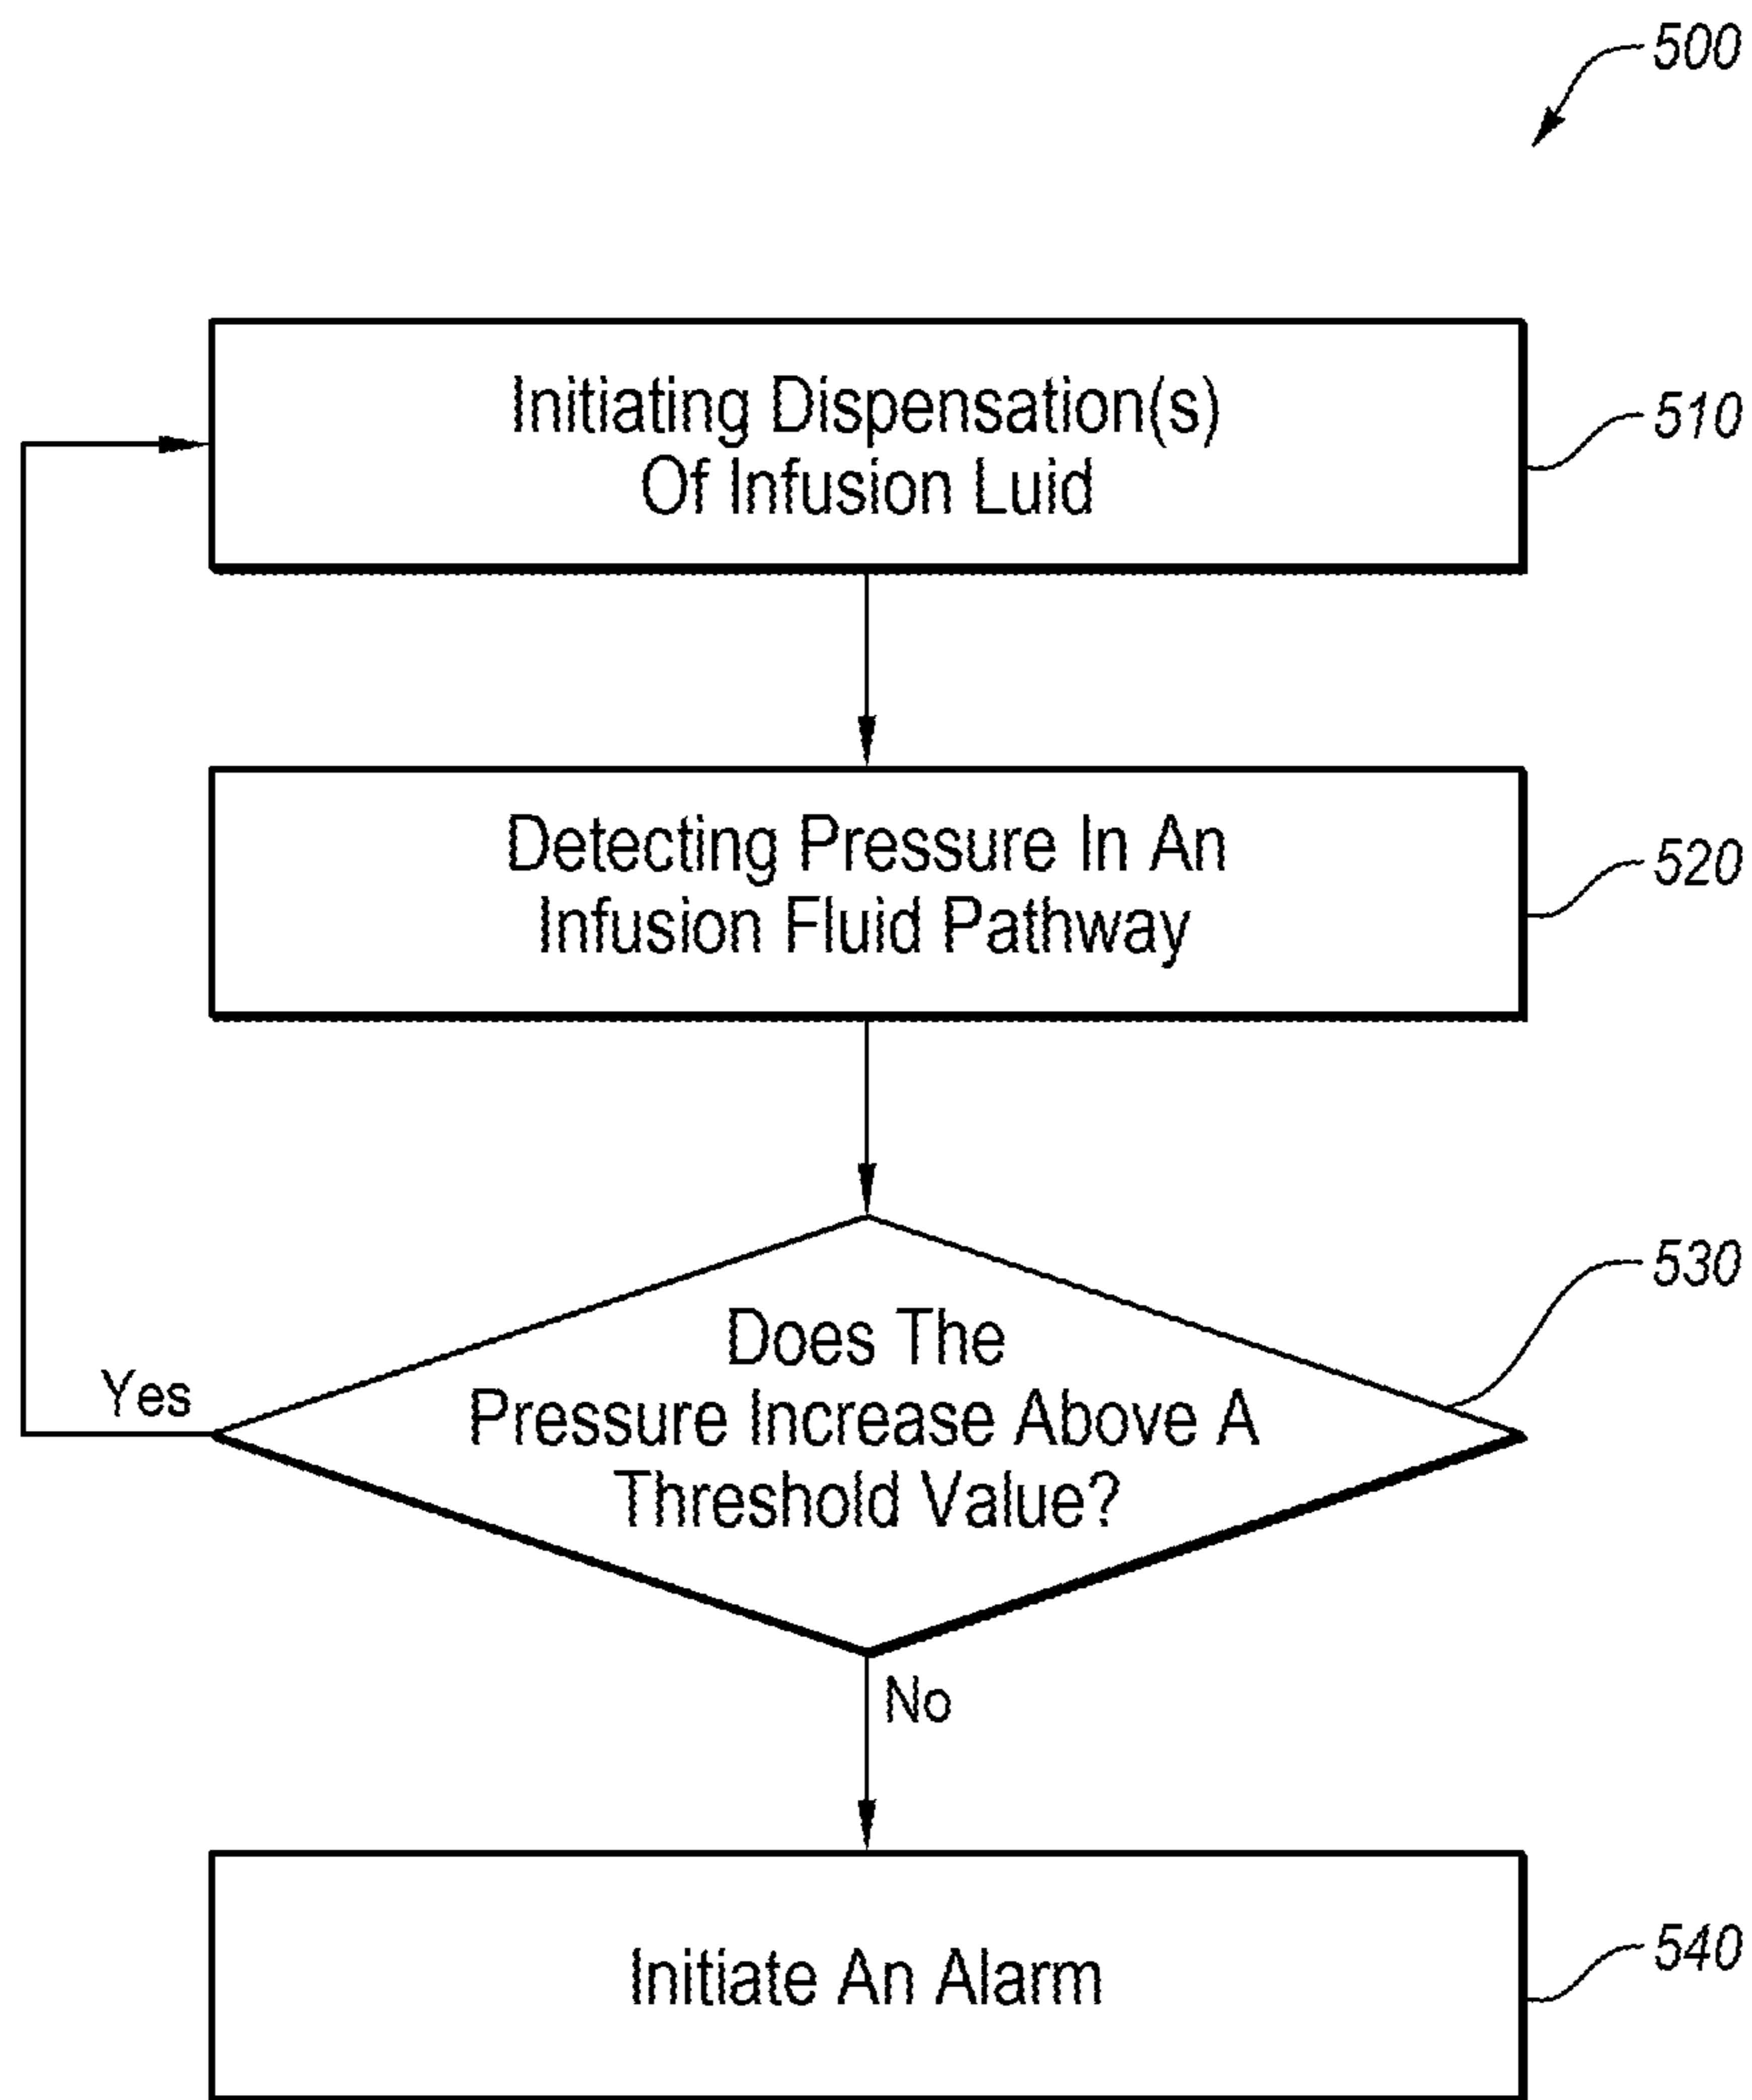 500
Initiating Dispensation(s)
Of Infusion Luid
510
Detecting Pressure In An
Infusion Fluid Pathway
520
530
Does The
Pressure Increase Above A
Threshold Value?
Yes
No
Initiate An Alarm
540